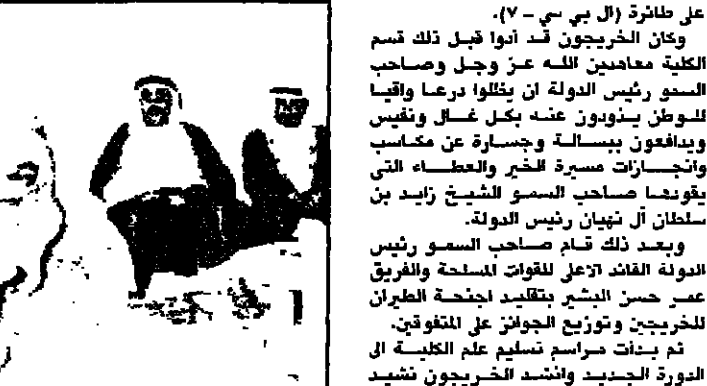 على طائرة (ال بي سي - ٧).
وكان الخريجون قد أدوا قبل ذلك قسم
الكلية معاهدين الله عز وجل وصاحب
السمو رئيس الدولة ان يظلوا درعا واقيا
للوطن يذودون عنه بكل غال ونفيس
ويدافعون ببسالة وجسارة عن مكاسب
وانجازات مسيرة الخير والعطاء التي
يقودها صاحب السمو الشيخ زايد بن
سلطان آل نهيان رئيس الدولة.
وبعد ذلك قام صاحب السمو رئيس
الدولة القائد الاعلى للقوات المسلحة والفريق
عمر حسن البشير بتقليد اجنحة الطيران
للخريجين وتوزيع الجوائز على المتفوقين.
ثم بدأت مراسم تسليم علم الكلية الى
الدورة الجديد وانشد الخريجون نشيد